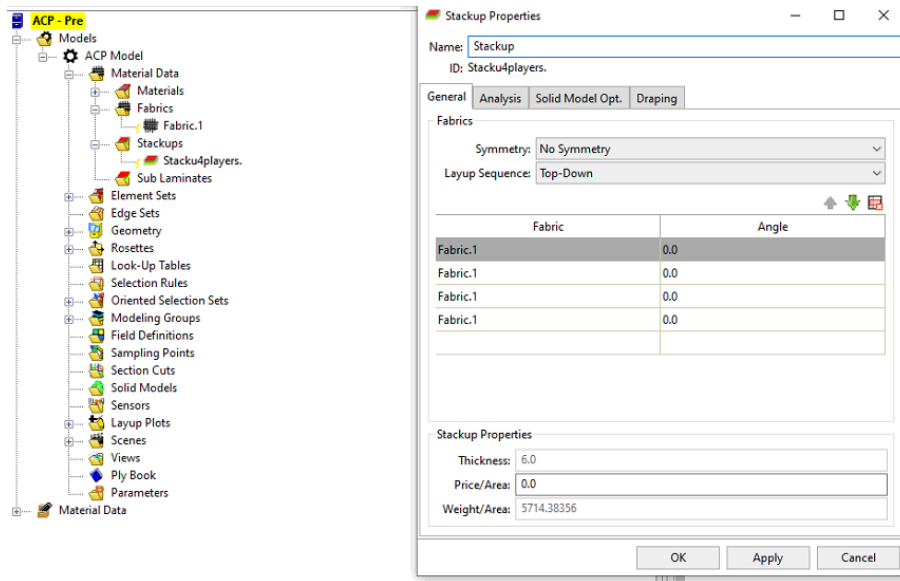 ACP - Pre
Models
ACP Model
Material Data
Materials
Fabrics
Fabric.1
Stackups
Stacku4players.
Sub Laminates
Element Sets
Edge Sets
Geometry
Rosettes
Look-Up Tables
Selection Rules
Oriented Selection Sets
Modeling Groups
Field Definitions
Sampling Points
Section Cuts
Solid Models
Sensors
Layup Plots
Scenes
Views
Ply Book
Parameters
Material Data
Stackup Properties
Name: Stackup
ID: Stacku4players.
General Analysis Solid Model Opt. Draping
Fabrics
Symmetry: No Symmetry
Layup Sequence: Top-Down
Fabric Angle
Fabric.1 0.0
Fabric.1 0.0
Fabric.1 0.0
Fabric.1 0.0
Stackup Properties
Thickness: 6.0
Price/Area: 0.0
Weight/Area: 5714.38356
OK Apply Cancel